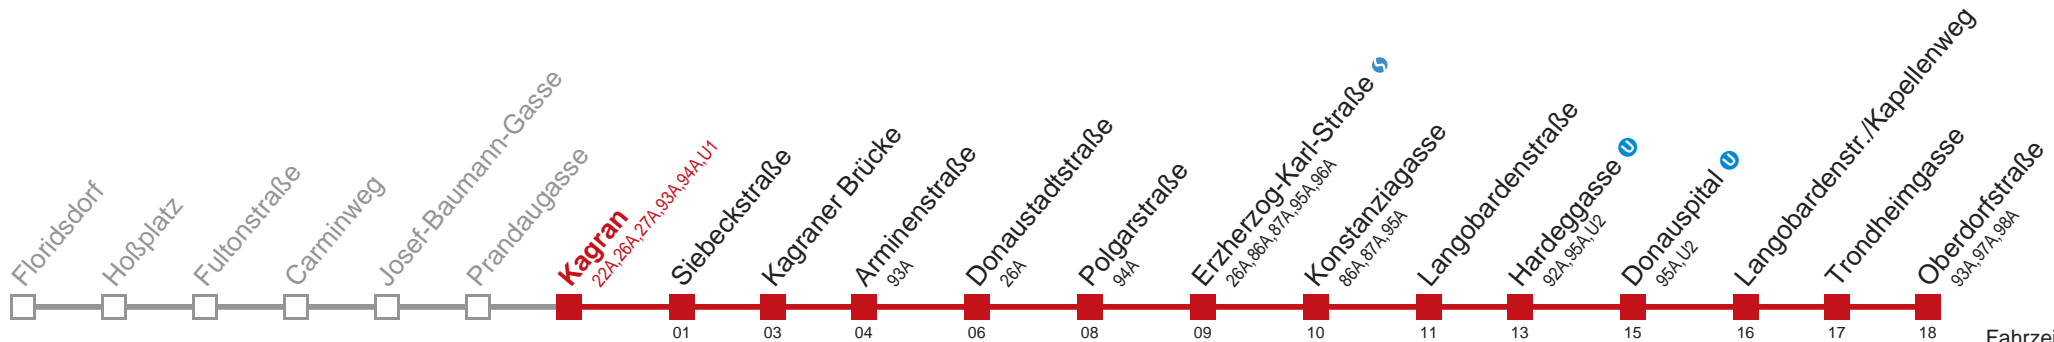 Floridsdorf
Hoßplatz
Fultonstraße
Carminweg
Josef-Baumann-Gasse
Prandaugasse
Kagran
22A,26A,27A,93A,94A,U1
Siebeckstraße
01
Kagraner Brücke
03
Arminenstraße
93A
04
Donaustadtstraße
26A
06
Polgarstraße
94A
08
Erzherzog-Karl-Straße S
26A,86A,87A,95A,96A
09
Konstanziagasse
86A,87A,95A
10
Langobardenstraße
11
Hardeggasse U
92A,95A,U2
13
Donauspital U
95A,U2
15
Langobardenstr./Kapellenweg
16
Trondheimgasse
17
Oberdorfstraße
93A,97A,98A
18